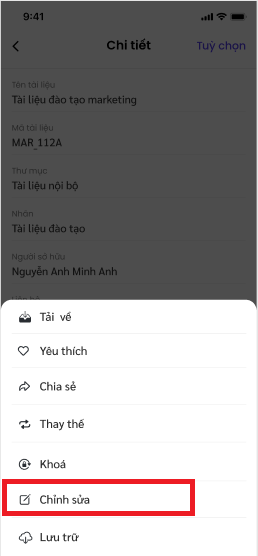 9:41
Chi tiết
Tuỳ chọn
Tên tài liệu
Tài liệu đào tạo marketing
Mã tài liệu
MAR_112A
Thư mục
Tài liệu nội bộ
Nhãn
Tài liệu đào tạo
Người sở hữu
Nguyễn Anh Minh Anh
Tải về
Yêu thích
Chia sẻ
Thay thế
Khoá
Chỉnh sửa
Lưu trữ